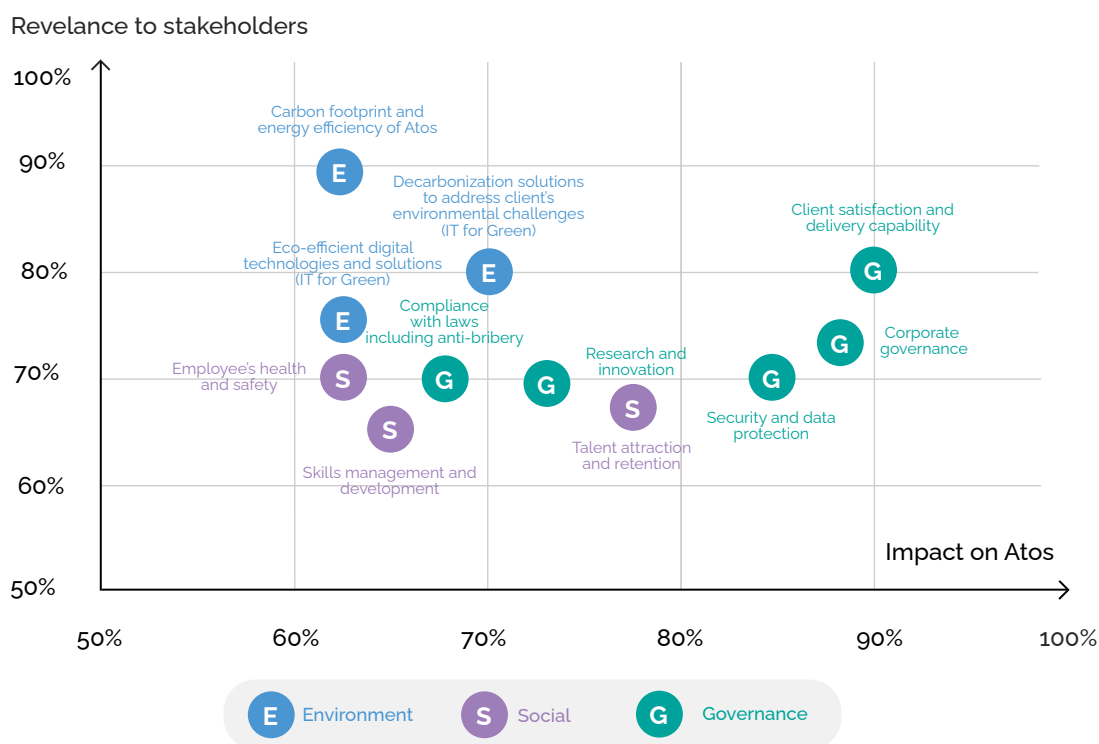 Revelance to stakeholders
100%
Carbon footprint and
energy efficiency of Atos
90%
E
Decarbonization solutions
to address client's
environmental challenges
(IT for Green)
Client satisfaction and
delivery capability
Eco-efficient digital
technologies and solutions
(IT for Green)
80%
E
G
Compliance
with laws
including anti-bribery
E
Corporate
governance
G
Research and
innovation
70%
Employee's health
and safety
S
G
G
G
S
Security and data
protection
S
Talent attraction
and retention
Skills management and
development
60%
Impact on Atos
50%
50%
60%
70%
80%
90%
100%
E
Environment
S
Social
G
Governance